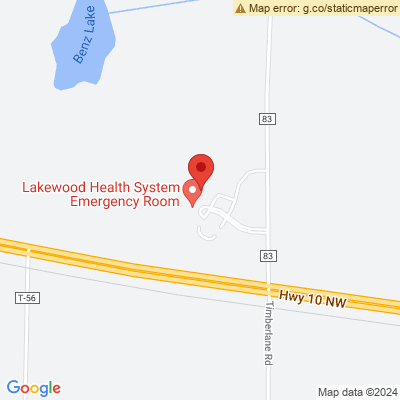 Map error: g.co/staticmaperror
Benz Lake
83
Lakewood Health System
Emergency Room
83
T-56
Hwy 10 NW
Timberlane Rd
Google
Map data ©2024